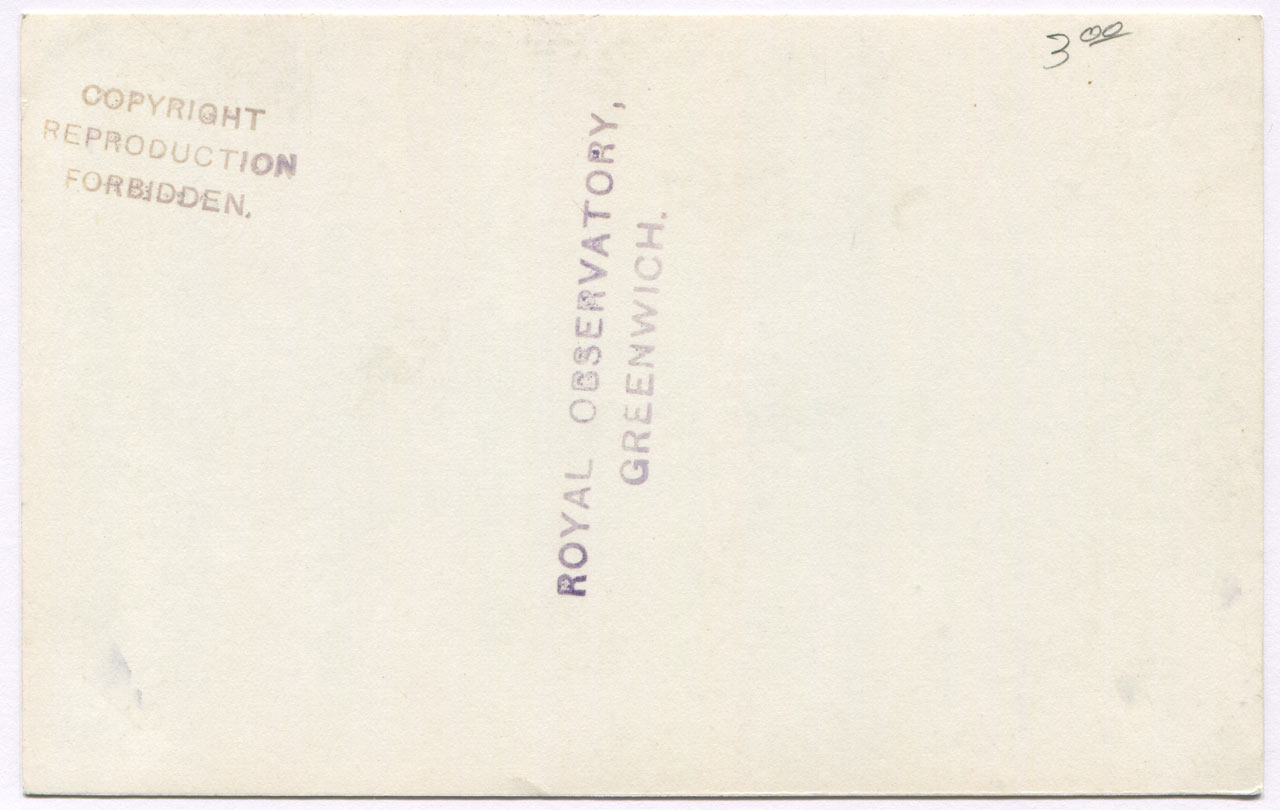 COPYRIGHT
REPRODUCTION
FORBIDDEN.
3 00
ROYAL OBSERVATORY,
GREENWICH.